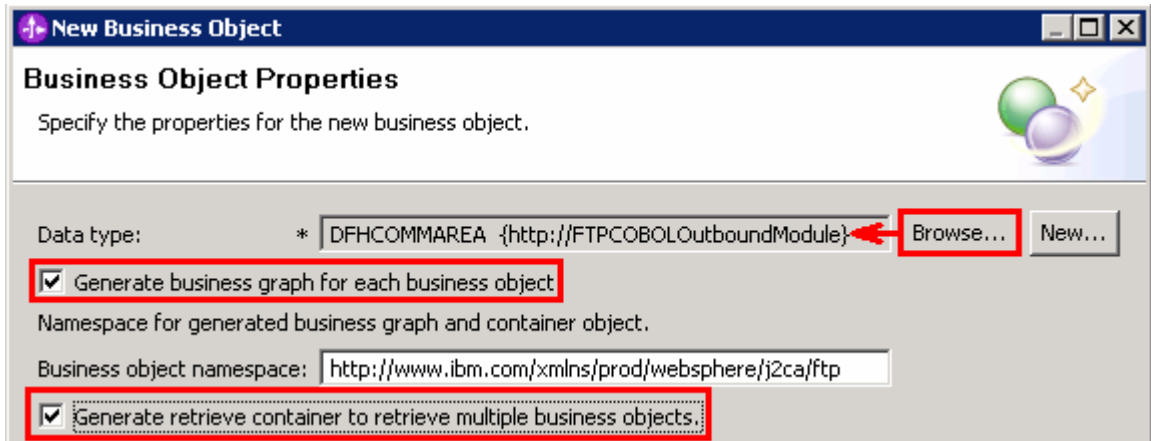 New Business Object
Business Object Properties
Specify the properties for the new business object.
Data type: * DFHCOMMAREA {http://FTPCOBOLOutboundModule} Browse... New...
Generate business graph for each business object
Namespace for generated business graph and container object.
Business object namespace: http://www.ibm.com/xmlns/prod/websphere/j2ca/ftp
Generate retrieve container to retrieve multiple business objects.